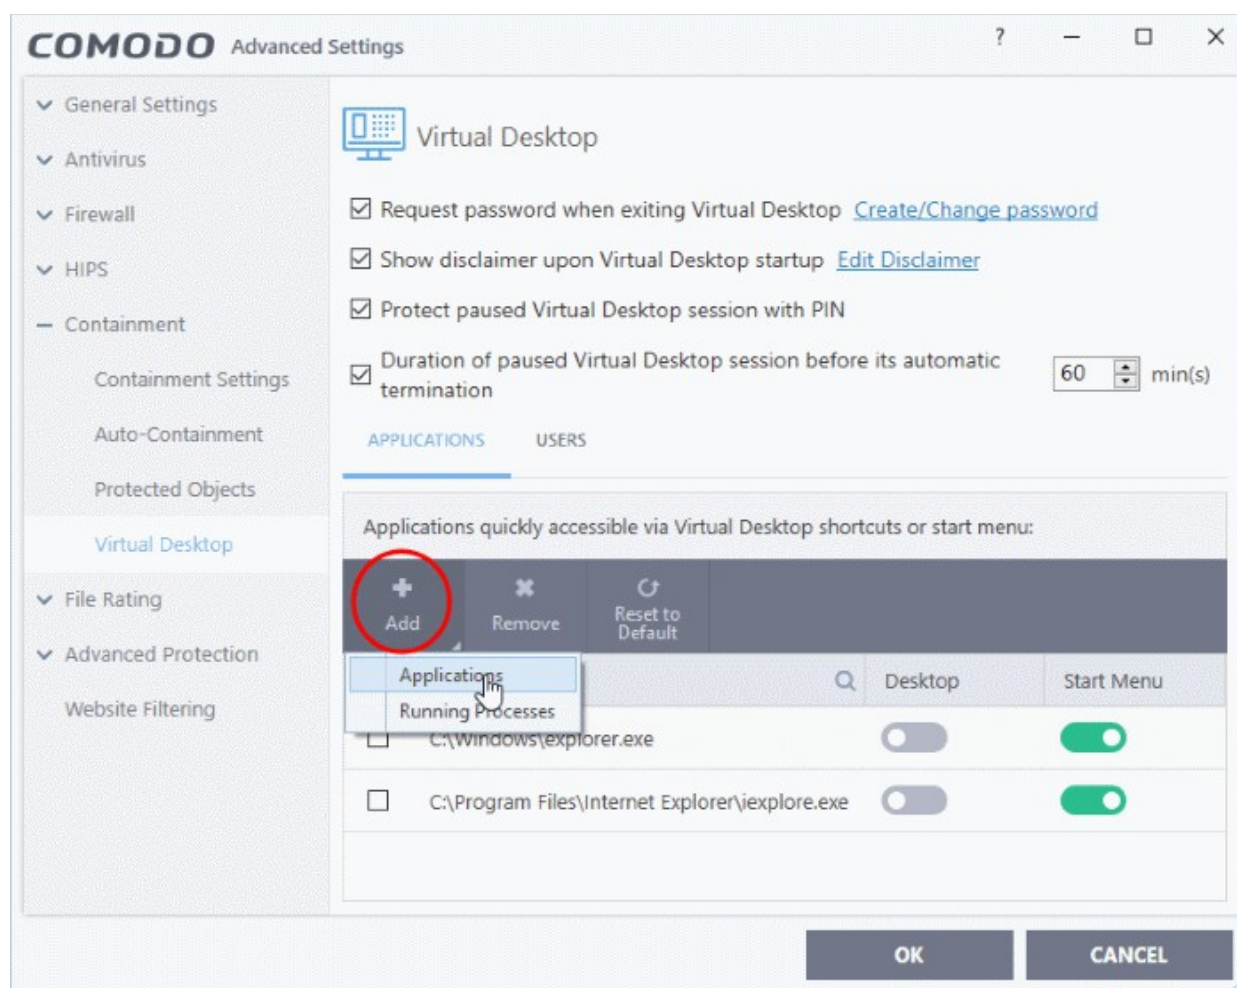 COMODO Advanced Settings ?
General Settings
Antivirus
Firewall
HIPS
Containment
Containment Settings
Auto-Containment
Protected Objects
Virtual Desktop
File Rating
Advanced Protection
Website Filtering
Virtual Desktop
Request password when exiting Virtual Desktop Create/Change password
Show disclaimer upon Virtual Desktop startup Edit Disclaimer
Protect paused Virtual Desktop session with PIN
Duration of paused Virtual Desktop session before its automatic
termination
60 min(s)
APPLICATIONS USERS
Applications quickly accessible via Virtual Desktop shortcuts or start menu:
Add Remove Reset to
Default
Applications
Running Processes
Desktop Start Menu
C:\Windows\explorer.exe
C:\Program Files\Internet Explorer\iexplore.exe
OK CANCEL